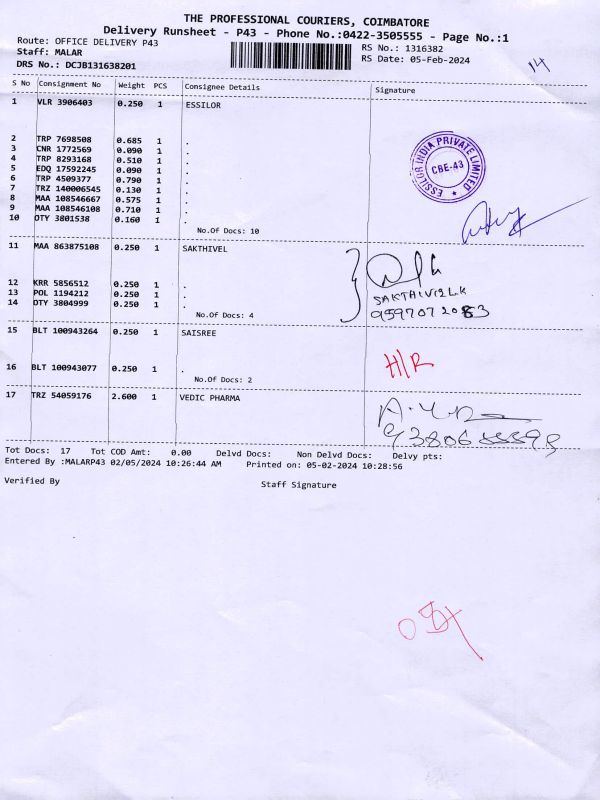 THE PROFESSIONAL COURIERS, COIMBATORE
Delivery Runsheet - P43 - Phone No.:0422-3505555 - Page No.:1
Route: OFFICE DELIVERY P43 RS No.: 1316382
Staff: MALAR RS Date: 05-Feb-2024
DRS No.: DCJB131638201
14
S No Consignment No Weight PCS Consignee Details Signature
1 VLR 3906403 0.250 1 ESSILOR
2 TRP 7698508 0.685 1 .
3 CNR 1772569 0.090 1 .
4 TRP 8293168 0.510 1 .
5 EDQ 17592245 0.090 1 .
6 TRP 4509377 0.790 1 .
7 TRZ 140006545 0.130 1 .
8 MAA 108546667 0.575 1 .
9 MAA 108546108 0.710 1 .
10 DTY 3801538 0.160 1 .
No.Of Docs: 10
ESSILOR INDIA PRIVATE LIMITED
CBE-43
11 MAA 863875108 0.250 1 SAKTHIVEL
12 KRR 5856512 0.250 1 .
13 POL 1194212 0.250 1 .
14 DTY 3804999 0.250 1 .
No.Of Docs: 4
SAKTHIVEL K
15 BLT 100943264 0.250 1 SAISREE
16 BLT 100943077 0.250 1 .
No.Of Docs: 2
H/R
17 TRZ 54059176 2.600 1 VEDIC PHARMA
Tot Docs: 17 Tot COD Amt: 0.00 Delvd Docs: Non Delvd Docs: Delvy pts:
Entered By :MALARP43 02/05/2024 10:26:44 AM Printed on: 05-02-2024 10:28:56
Verified By Staff Signature